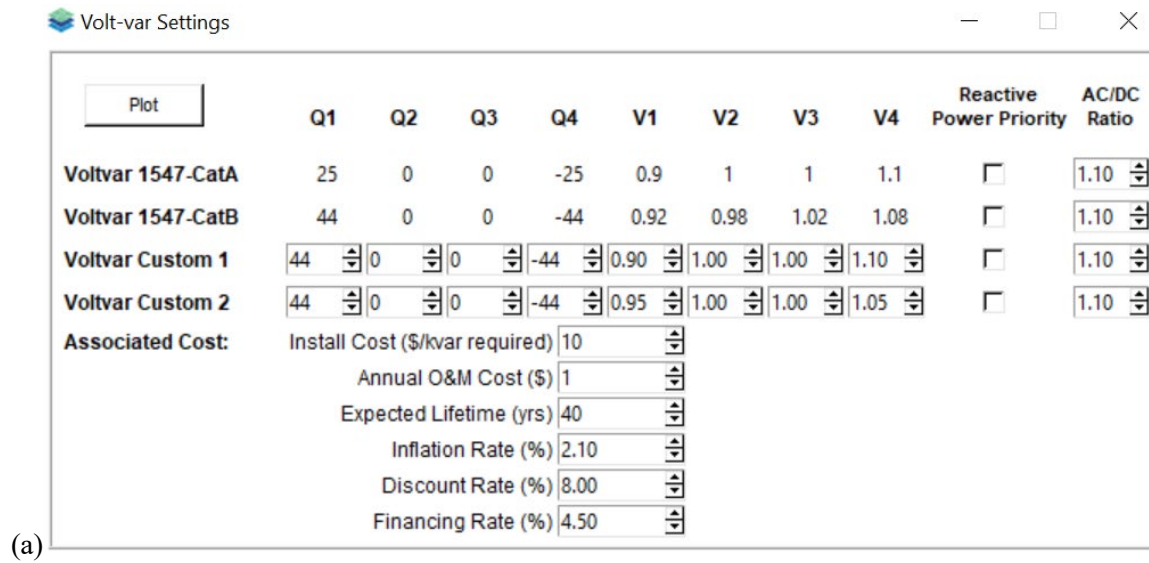 Volt-var Settings
Plot Q1 Q2 Q3 Q4 V1 V2 V3 V4 Reactive Power Priority AC/DC Ratio
Voltvar 1547-CatA 25 0 0 -25 0.9 1 1 1.1 1.10
Voltvar 1547-CatB 44 0 0 -44 0.92 0.98 1.02 1.08 1.10
Voltvar Custom 1 44 0 0 -44 0.90 1.00 1.00 1.10 1.10
Voltvar Custom 2 44 0 0 -44 0.95 1.00 1.00 1.05 1.10
Associated Cost: Install Cost ($/kvar required) 10
Annual O&M Cost ($) 1
Expected Lifetime (yrs) 40
Inflation Rate (%) 2.10
Discount Rate (%) 8.00
Financing Rate (%) 4.50
(a)